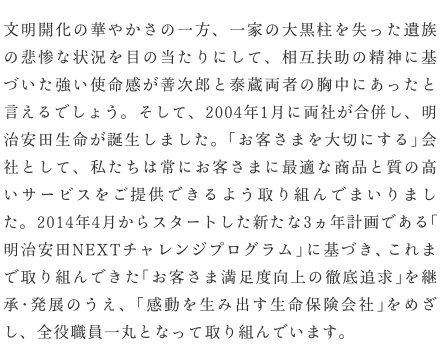 文明開化の華やかさの一方、一家の大黒柱を失った遺族
の悲惨な状況を目の当たりにして、相互扶助の精神に基
づいた強い使命感が善次郎と泰蔵両者の胸中にあったと
言えるでしょう。そして、2004年1月に両社が合併し、明
治安田生命が誕生しました。「お客さまを大切にする」会
社として、私たちは常にお客さまに最適な商品と質の高
いサービスをご提供できるよう取り組んでまいりまし
た。2014年4月からスタートした新たな3ヵ年計画である「
明治安田NEXTチャレンジプログラム」に基づき、これま
で取り組んできた「お客さま満足度向上の徹底追求」を継
承・発展のうえ、「感動を生み出す生命保険会社」をめざ
し、全役職員一丸となって取り組んでいます。